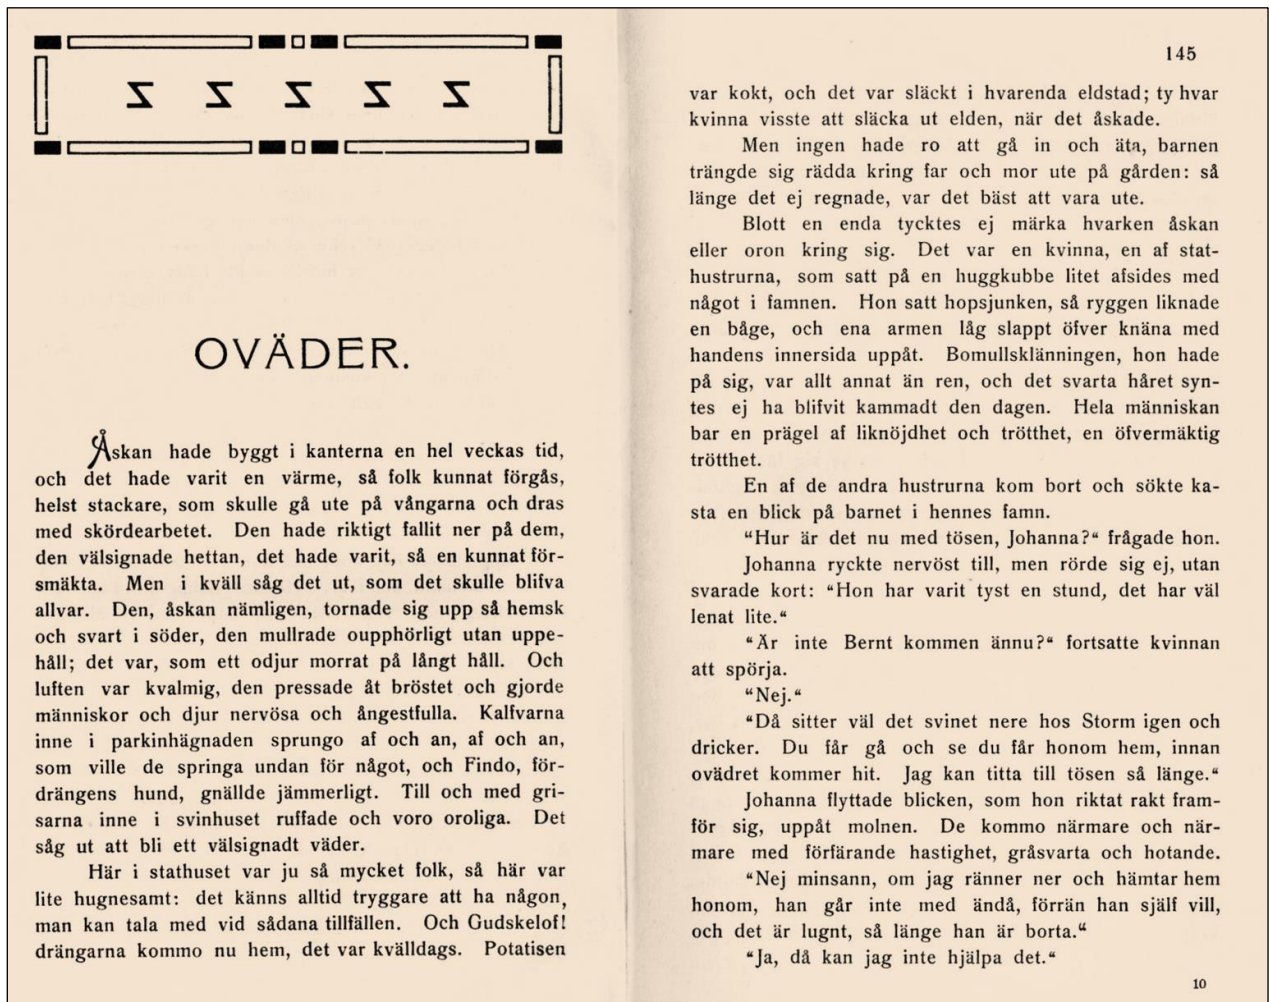 OVÄDER.
Åskan hade byggt i kanterna en hel veckas tid,
och det hade varit en värme, så folk kunnat förgås,
helst stackare, som skulle gå ute på vångarna och dras
med skördearbetet. Den hade riktigt fallit ner på dem,
den välsignade hettan, det hade varit, så en kunnat för-
smäkta. Men i kväll såg det ut, som det skulle blifva
allvar. Den, åskan nämligen, tornade sig upp så hemsk
och svart i söder, den mullrade oupphörligt utan uppe-
håll; det var, som ett odjur morrat på långt håll. Och
luften var kvalmig, den pressade åt bröstet och gjorde
människor och djur nervösa och ångestfulla. Kalfvarna
inne i parkinhägnaden sprungo af och an, af och an,
som ville de springa undan för något, och Findo, för-
drängens hund, gnällde jämmerligt. Till och med gri-
sarna inne i svinhuset ruffade och voro oroliga. Det
såg ut att bli ett välsignadt väder.
Här i stathuset var ju så mycket folk, så här var
lite hugnesamt: det känns alltid tryggare att ha någon,
man kan tala med vid sådana tillfällen. Och Gudskelof!
drängarna kommo nu hem, det var kvälldags. Potatisen
145
var kokt, och det var släckt i hvarenda eldstad; ty hvar
kvinna visste att släcka ut elden, när det åskade.
Men ingen hade ro att gå in och äta, barnen
trängde sig rädda kring far och mor ute på gården: så
länge det ej regnade, var det bäst att vara ute.
Blott en enda tycktes ej märka hvarken åskan
eller oron kring sig. Det var en kvinna, en af stat-
hustrurna, som satt på en huggkubbe litet afsides med
något i famnen. Hon satt hopsjunken, så ryggen liknade
en båge, och ena armen låg slappt öfver knäna med
handens innersida uppåt. Bomullsklänningen, hon hade
på sig, var allt annat än ren, och det svarta håret syn-
tes ej ha blifvit kammadt den dagen. Hela människan
bar en prägel af liknöjdhet och trötthet, en öfvermäktig
trötthet.
En af de andra hustrurna kom bort och sökte ka-
sta en blick på barnet i hennes famn.
“Hur är det nu med tösen, Johanna?“ frågade hon.
Johanna ryckte nervöst till, men rörde sig ej, utan
svarade kort: “Hon har varit tyst en stund, det har väl
lenat lite.“
“Är inte Bernt kommen ännu?“ fortsatte kvinnan
att spörja.
“Nej.“
“Då sitter väl det svinet nere hos Storm igen och
dricker. Du får gå och se du får honom hem, innan
ovädret kommer hit. Jag kan titta till tösen så länge.“
Johanna flyttade blicken, som hon riktat rakt fram-
för sig, uppåt molnen. De kommo närmare och när-
mare med förfärande hastighet, gråsvarta och hotande.
“Nej minsann, om jag ränner ner och hämtar hem
honom, han går inte med ändå, förrän han själf vill,
och det är lugnt, så länge han är borta.“
“Ja, då kan jag inte hjälpa det.“
10